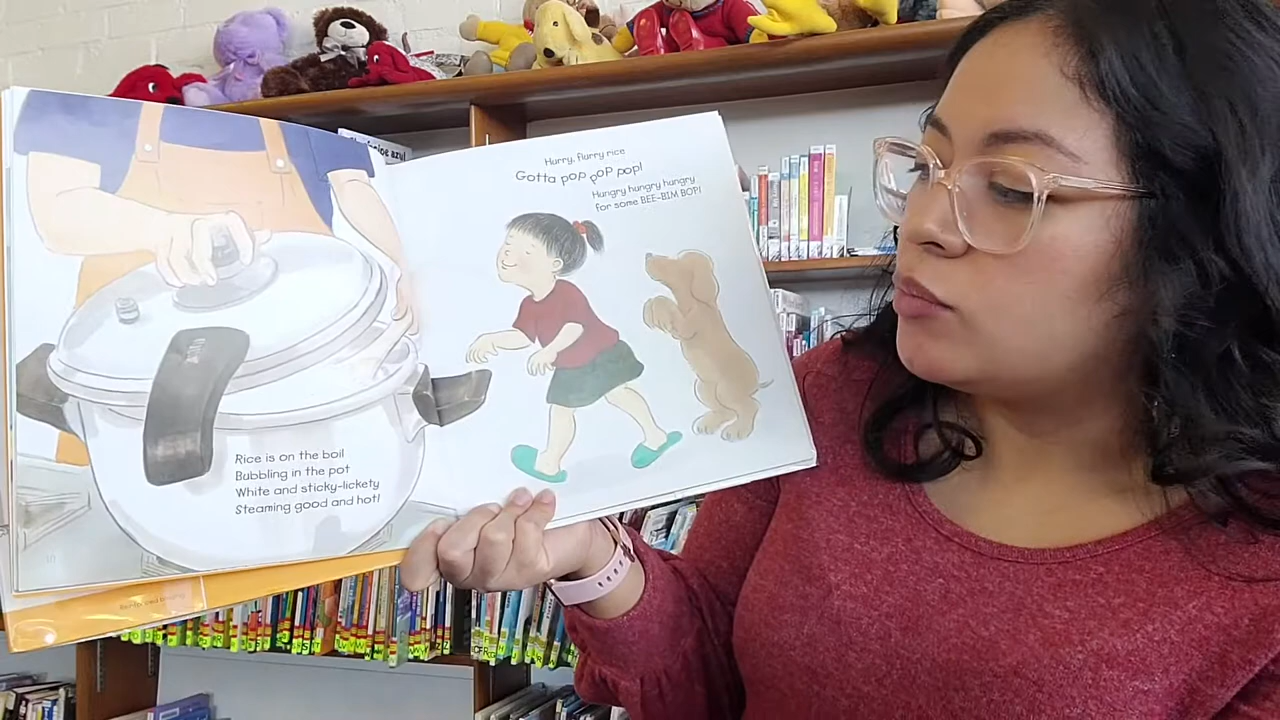 Rice is on the boil
Bubbling in the pot
White and sticky-lickety
Steaming good and hot!
Hurry, flurry rice
Gotta pop pop pop!
Hungry hungry hungry
for some BEE-BIM BOP!
azul